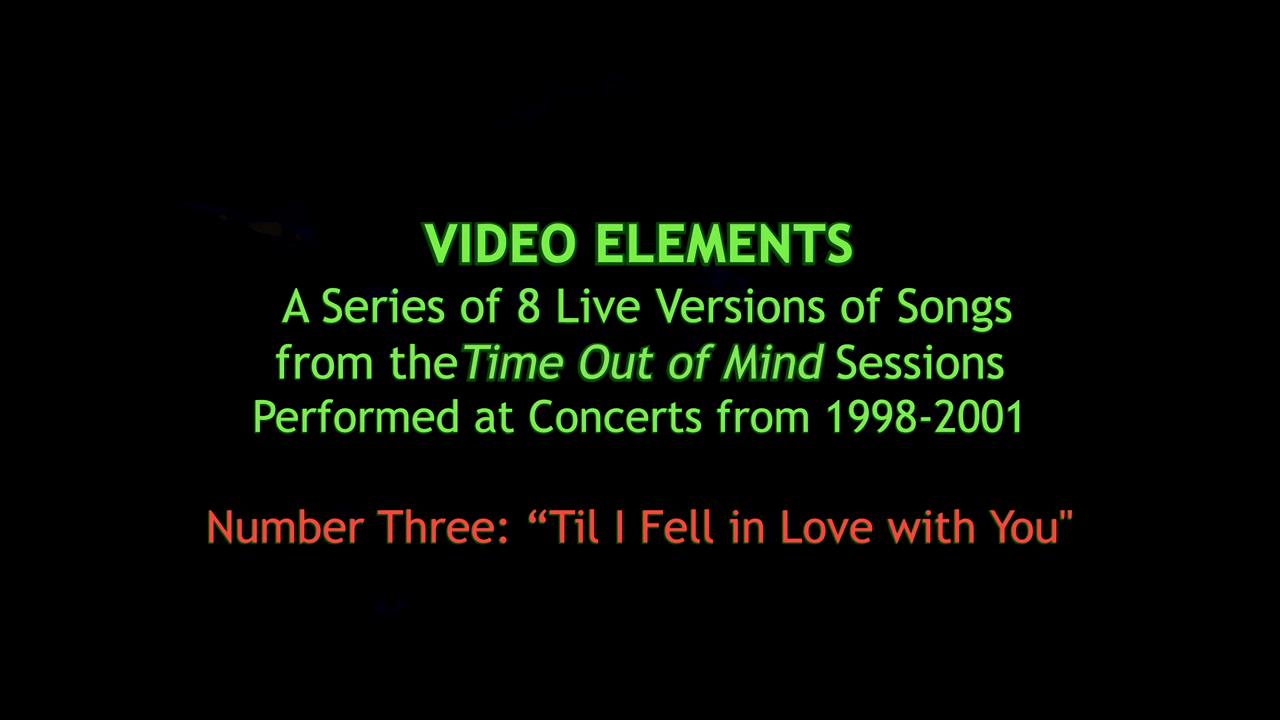 VIDEO ELEMENTS
A Series of 8 Live Versions of Songs
from theTime Out of Mind Sessions
Performed at Concerts from 1998-2001
Number Three: “Til I Fell in Love with You"